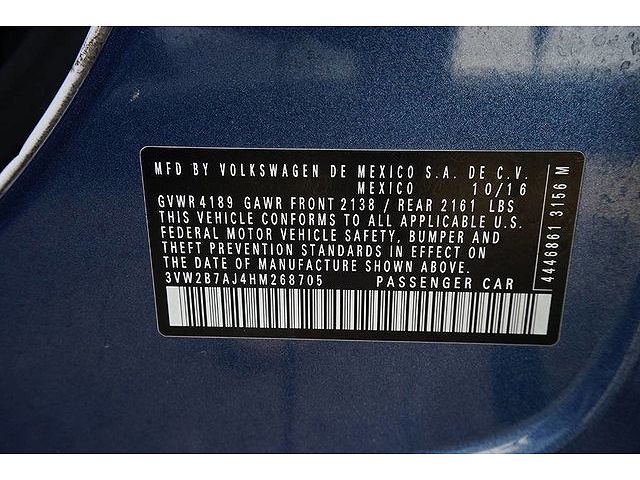 MFD BY VOLKSWAGEN DE MEXICO S.A. DE C.V.
MEXICO 10/16
GVWR 4189 GAWR FRONT 2138 / REAR 2161 LBS
THIS VEHICLE CONFORMS TO ALL APPLICABLE U.S.
FEDERAL MOTOR VEHICLE SAFETY, BUMPER AND
THEFT PREVENTION STANDARDS IN EFFECT ON
THE DATE OF MANUFACTURE SHOWN ABOVE.
3VW2B7AJ4HM268705 PASSENGER CAR
4446861 3156 M